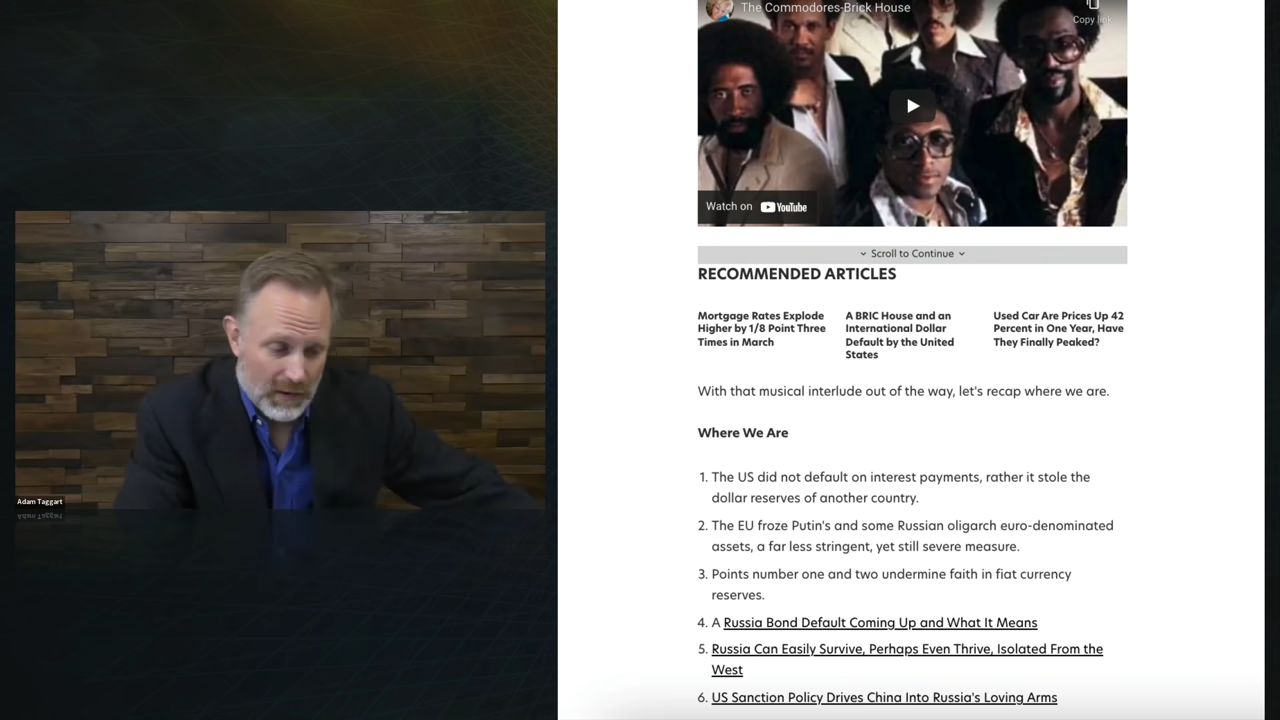 The Commodores-Brick House
Copy link
Watch on YouTube
Scroll to Continue
RECOMMENDED ARTICLES
Mortgage Rates Explode
Higher by 1/8 Point Three
Times in March
A BRIC House and an
International Dollar
Default by the United
States
Used Car Are Prices Up 42
Percent in One Year, Have
They Finally Peaked?
With that musical interlude out of the way, let's recap where we are.
Where We Are
1. The US did not default on interest payments, rather it stole the
dollar reserves of another country.
2. The EU froze Putin's and some Russian oligarch euro-denominated
assets, a far less stringent, yet still severe measure.
3. Points number one and two undermine faith in fiat currency
reserves.
4. A Russia Bond Default Coming Up and What It Means
5. Russia Can Easily Survive, Perhaps Even Thrive, Isolated From the
West
6. US Sanction Policy Drives China Into Russia's Loving Arms
Adam Taggart